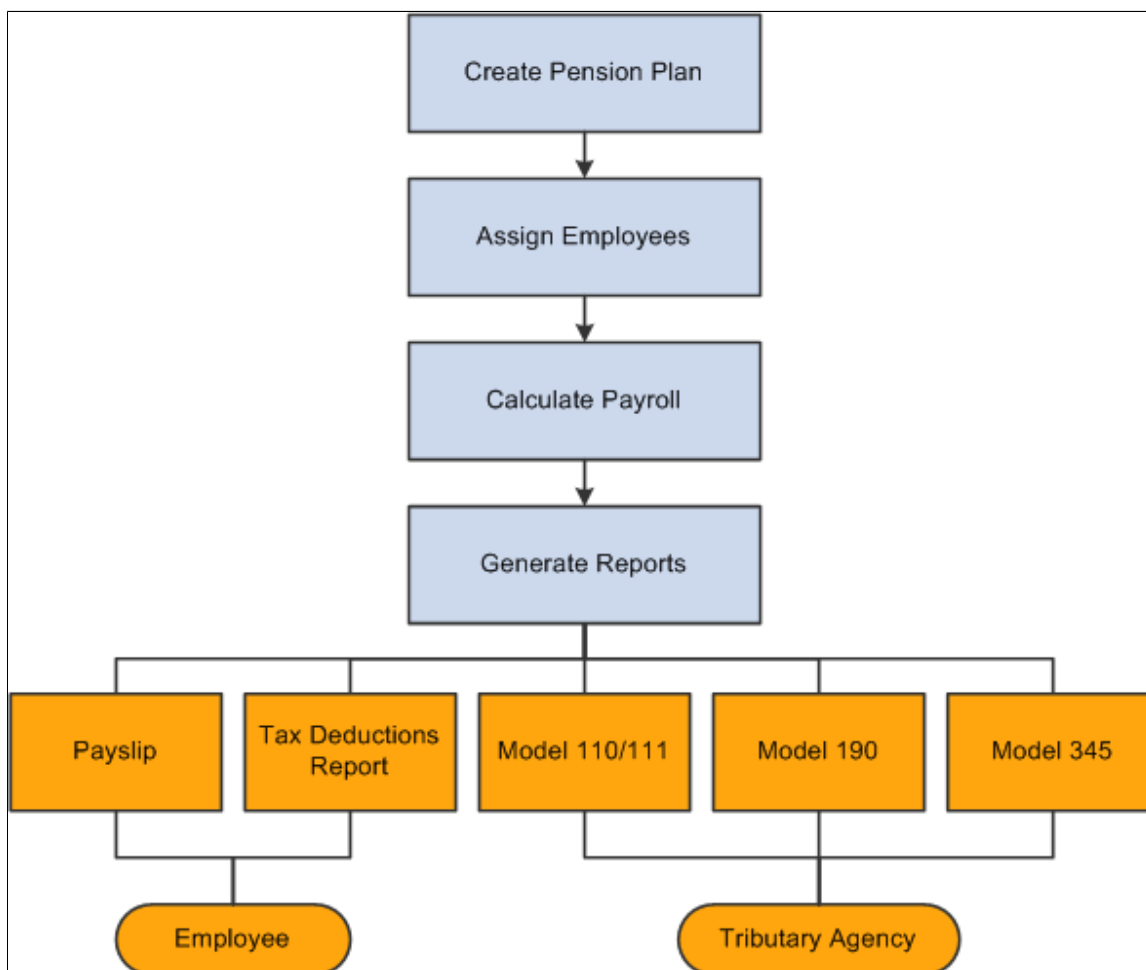 Create Pension Plan
Assign Employees
Calculate Payroll
Generate Reports
Payslip
Tax Deductions
Report
Model 110/111
Model 190
Model 345
Employee
Tributary Agency